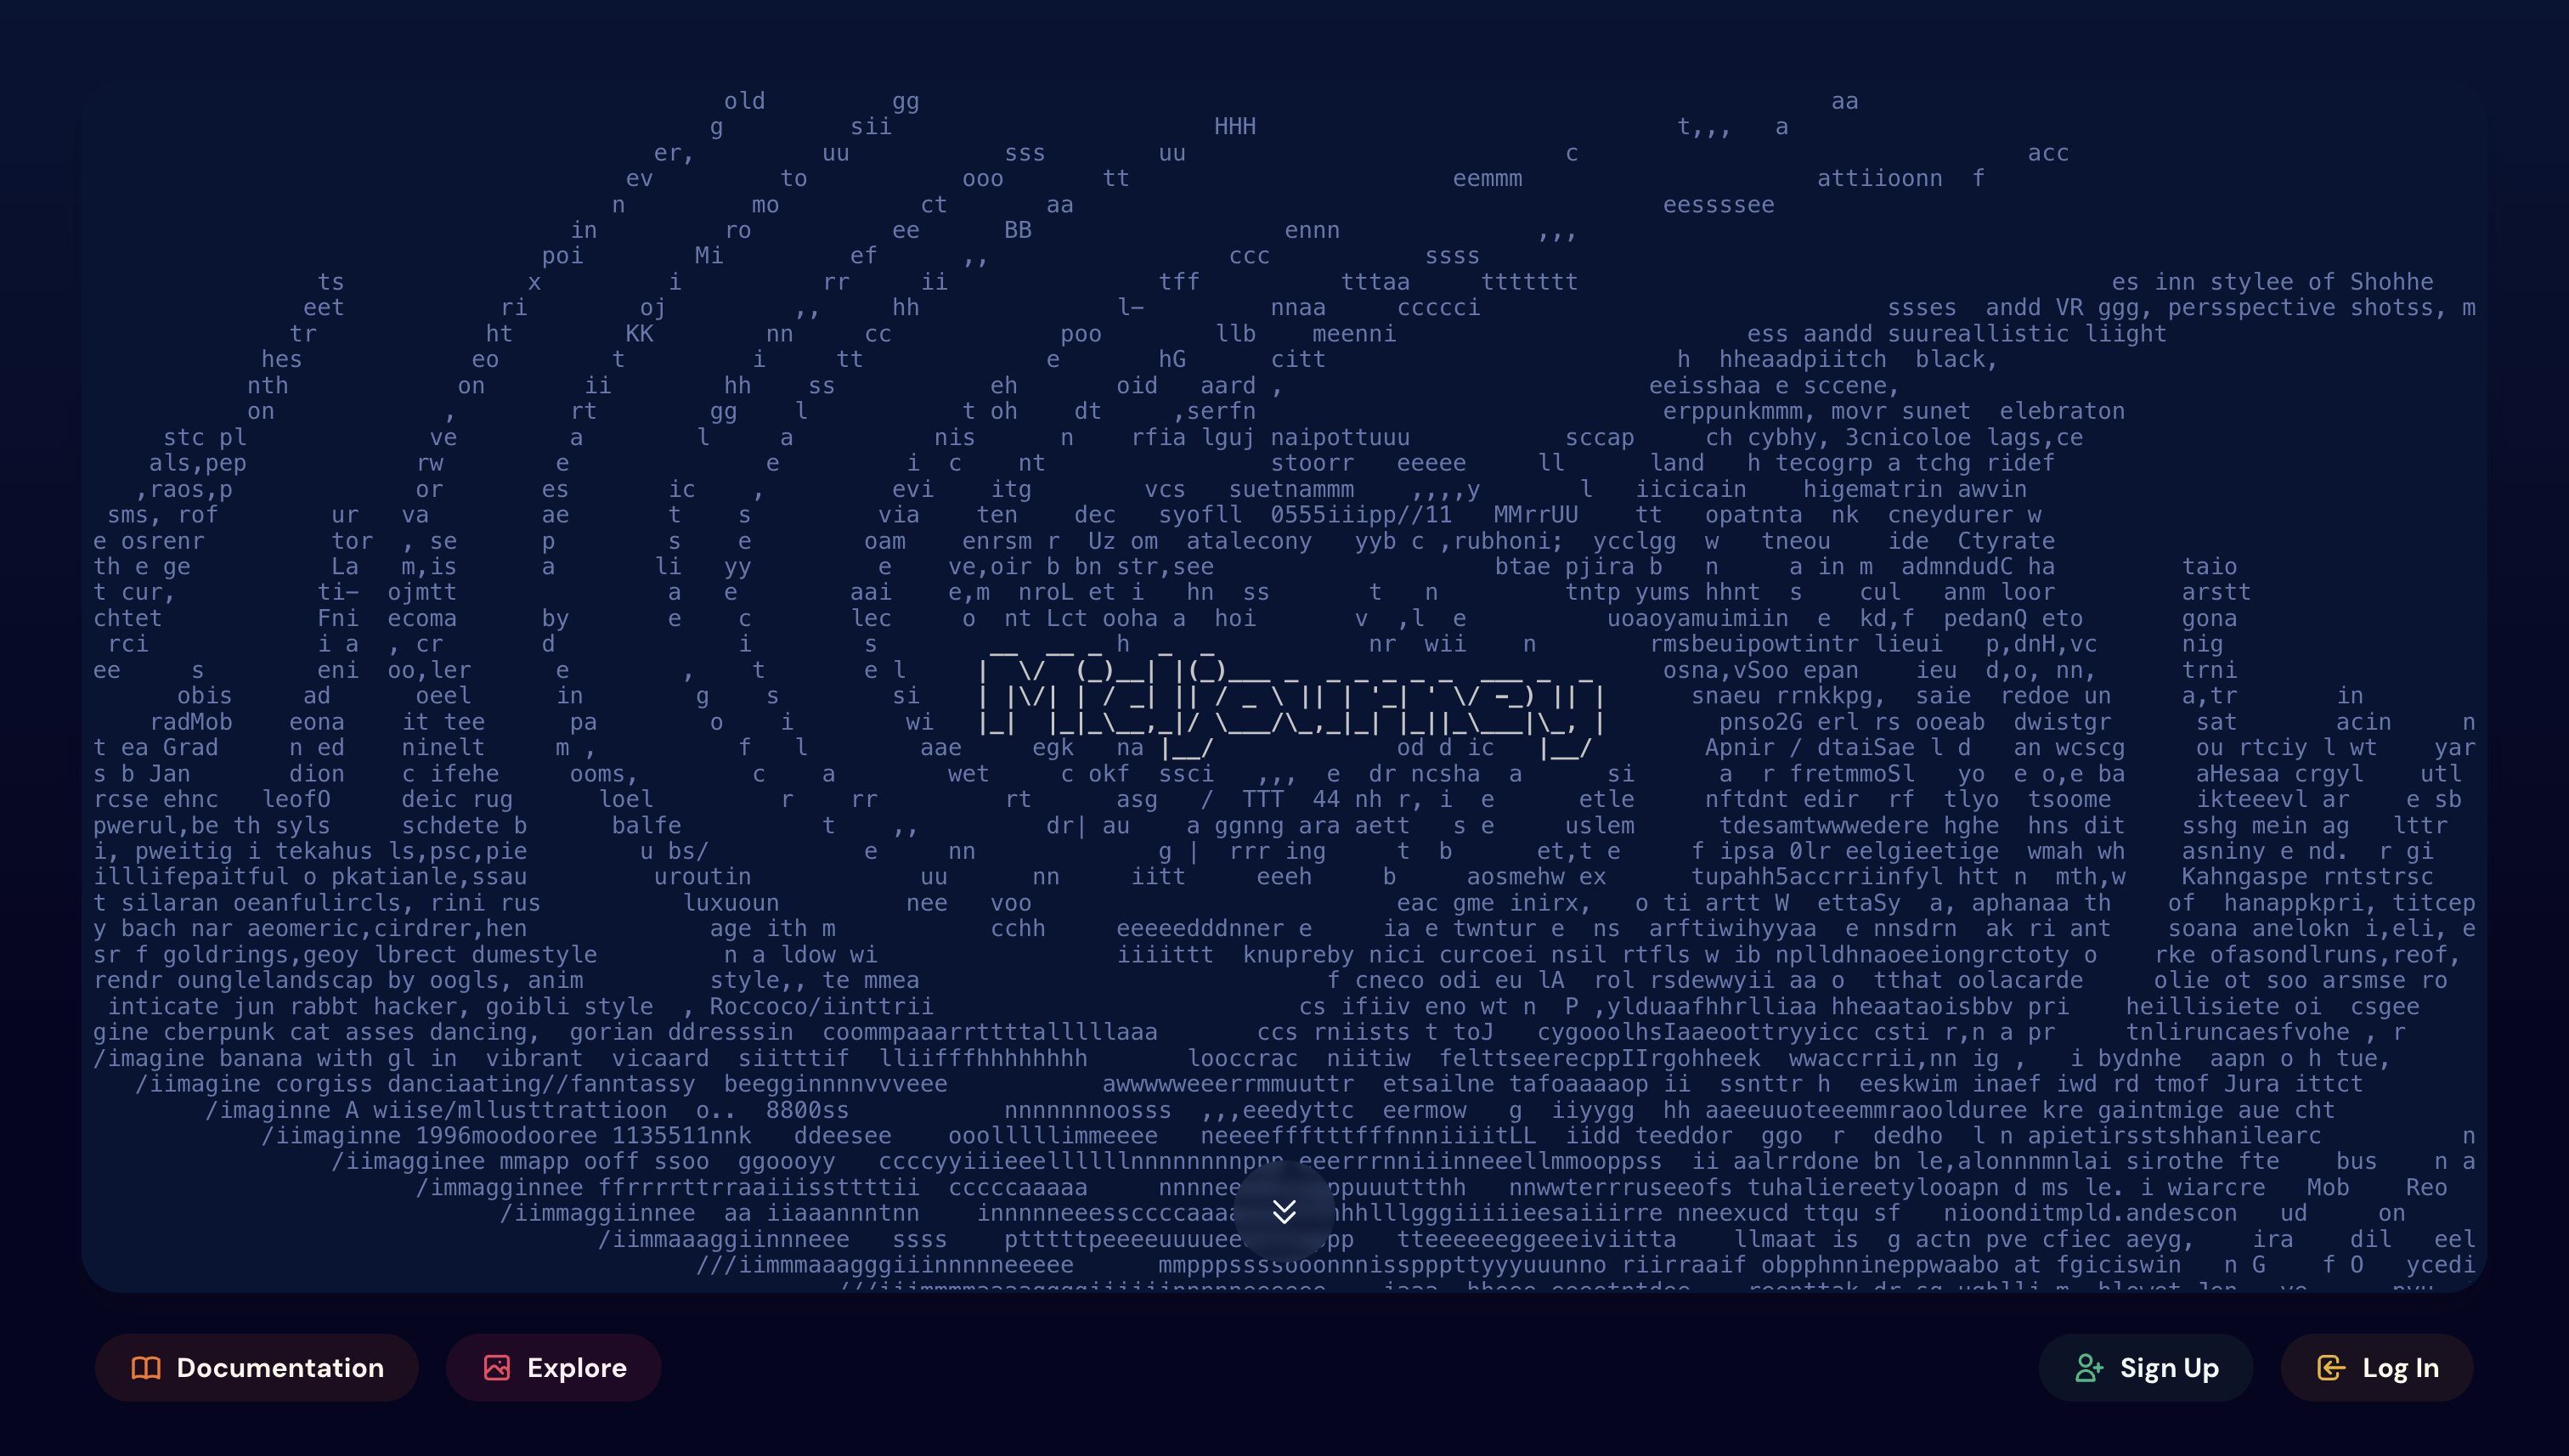 old gg aa
g sii HHH t,,, a
er, uu sss uu c acc
ev to ooo tt eemmm attiioonn f
n mo ct aa eessssee
in ro ee BB ennn ,,,
poi Mi ef ,, ccc ssss
ts x i rr ii tff tttaa ttttttt es inn stylee of Shohhe
eet ri oj ,, hh l— nnaa ccccci ssses andd VR ggg, persspective shotss, m
tr ht KK nn cc poo llb meenni ess aandd suureallistic liight
hes eo t i tt e hG citt h hheaadpiitch black,
nth on ii hh ss eh oid aard , eeisshaa e sccene,
on , rt gg l t oh dt ,serfn erppunkmmm, movr sunet elebraton
stc pl ve a l a nis n rfia lguj naipottuuu sccap ch cybhy, 3cnicoloe lags,ce
als,pep rw e e i c nt stoorr eeeee ll land h tecogrp a tchg ridef
,raos,p or es ic , evi itg vcs suetnammm ,,,,y l iicicain higematrin awvin
sms, rof ur va ae t s via ten dec syofll 0555iiipp//11 MMrrUU tt opatnta nk cneydurer w
e osrenr tor , se p s e oam enrsm r Uz om atalecony yyb c ,rubhoni; ycclgg w tneou ide Ctyrate
th e ge La m,is a li yy e ve,oir b bn str,see btae pjira b n a in m admndudC ha taio
t cur, ti— ojmtt a e aai e,m nroL et i hn ss t n tntp yums hhnt s cul anm loor arstt
chtet Fni ecoma by e c lec o nt Lct ooha a hoi v ,l e uoaoyamuimiin e kd,f pedanQ eto gona
rci i a , cr d i s h nr wii n rmsbeuipowtintr lieui p,dnH,vc nig
ee s eni oo,ler e , t e l osna,vSoo epan ieu d,o, nn, trni
Midjourney
obis ad oeel in g s si snaeu rrnkkpg, saie redoe un a,tr in
radMob eona it tee pa o i wi pnso2G erl rs ooeab dwistgr sat acin n
t ea Grad n ed ninelt m , f l aae egk na od d ic Apnir / dtaiSae l d an wcscg ou rtciy l wt yar
s b Jan dion c ifehe ooms, c a wet c okf ssci ,,, e dr ncsha a si a r fretmmoSl yo e o,e ba aHesaa crgyl utl
rcse ehnc leofO deic rug loel r rr rt asg / TTT 44 nh r, i e etle nftdnt edir rf tlyo tsoome ikteeevl ar e sb
pwerul,be th syls schdete b balfe t ,, dr| au a ggnng ara aett s e uslem tdesamtwwwedere hghe hns dit sshg mein ag lttr
i, pweitig i tekahus ls,psc,pie u bs/ e nn g | rrr ing t b et,t e f ipsa 0lr eelgieetige wmah wh asniny e nd. r gi
illlifepaitful o pkatianle,ssau uroutin uu nn iitt eeeh b aosmehw ex tupahh5accrriinfyl htt n mth,w Kahngaspe rntstrsc
t silaran oeanfulircls, rini rus luxuoun nee voo eac gme inirx, o ti artt W ettaSy a, aphanaa th of hanappkpri, titcep
y bach nar aeomeric,cirdrer,hen age ith m cchh eeeeedddnner e ia e twntur e ns arftiwihyyaa e nnsdrn ak ri ant soana anelokn i,eli, e
sr f goldrings,geoy lbrect dumestyle n a ldow wi iiiittt knupreby nici curcoei nsil rtfls w ib nplldhnaoeeiongrctoty o rke ofasondlruns,reof,
rendr ounglelandscap by oogls, anim style,, te mmea f cneco odi eu lA rol rsdewwyii aa o tthat oolacarde olie ot soo arsmse ro
inticate jun rabbt hacker, goibli style , Roccoco/iinttrii cs ifiiv eno wt n P ,ylduaafhhrlliaa hheaataoisbbv pri heillisiete oi csgee
gine cberpunk cat asses dancing, gorian ddresssin coommpaaarrttttalllllaaa ccs rniists t toJ cygooolhsIaaeoottryyicc csti r,n a pr tnliruncaesfvohe , r
/imagine banana with gl in vibrant vicaard siitttif lliifffhhhhhhhh looccrac niitiw felttseerecppIIrgohheek wwaccrrii,nn ig , i bydnhe aapn o h tue,
/iimagine corgiss danciaating//fanntassy beegginnnnvvveee awwwwweeerrmmuuttr etsailne tafoaaaaop ii ssnttr h eeskwim inaef iwd rd tmof Jura ittct
/imaginne A wiise/mllusttrattioon o.. 8800ss nnnnnnnoosss ,,,eeedyttc eermow g iiyygg hh aaeeuuoteeemmraoolduree kre gaintmige aue cht
/iimaginne 1996moodooree 1135511nnk ddeesee ooolllllimmeeee neeeefffttfffnnniiiitLL iidd teeddor ggo r dedho l n apietirsstshhanilearc n
/iimagginee mmapp ooff ssoo ggoooyy ccccyyiiieeellllllnnnnnnnnnppp eeerrrnniiinneeellmmooppss ii aalrrdone bn le,alonnnmnlai sirothe fte bus n a
/immagginnee ffrrrrttrraaiiissttttii cccccaaaaa nnnnee ppuuuttthh nnwwterrruseeofs tuhaliereetylooapn d ms le. i wiarcre Mob Reo
/iimmaggiinnee aa iiaaannntnn innnnneeessccccaaaa hhhlllgggiiiiieesaiiirre nneexucd ttqu sf nioonditmpld.andescon ud on
/iimmaaaggiinnneee ssss ptttttpeeeeuuuuee pp tteeeeeeggeeeiviitta llmaat is g actn pve cfiec aeyg, ira dil eel
///iimmmaaagggiiinnnnneeeee mmpppsssssooonnnisspppttyyyuuunno riirraaif obpphnnineppwaabo at fgiciswin n G f O ycedi
Documentation
Explore
Sign Up
Log In